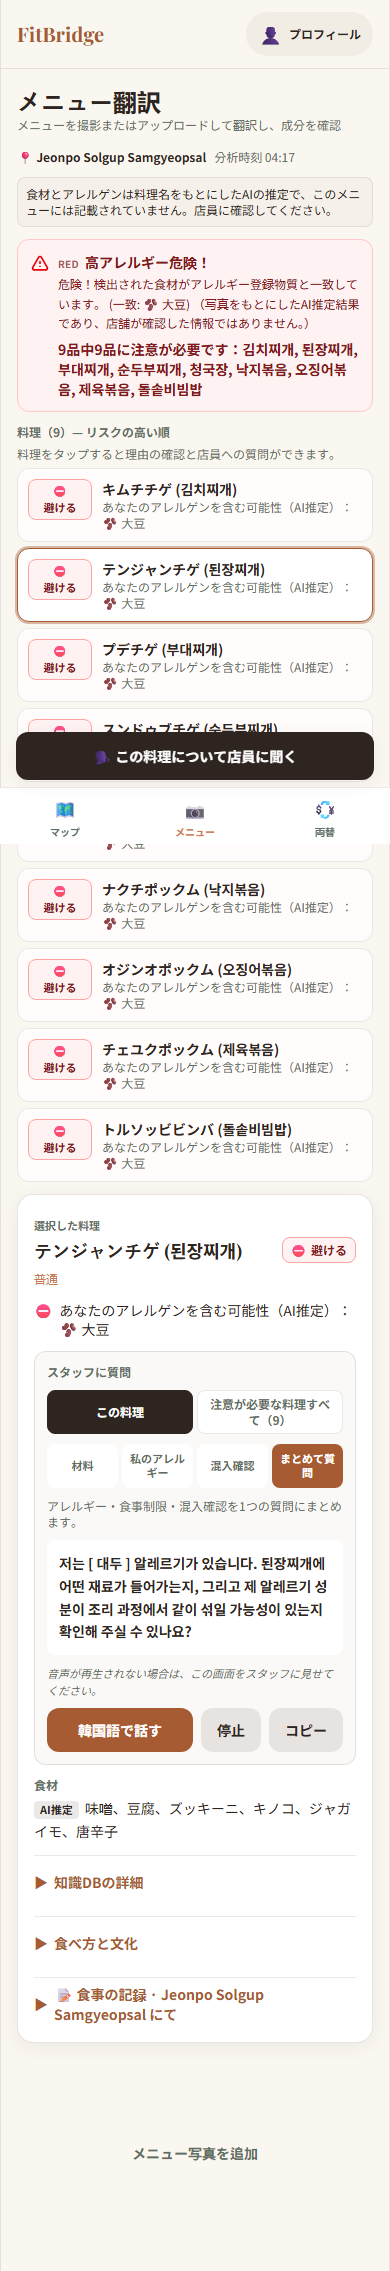 FitBridge
プロフィール
メニュー翻訳
メニューを撮影またはアップロードして翻訳し、成分を確認
Jeonpo Solgup Samgyeopsal 分析時刻 04:17
食材とアレルゲンは料理名をもとにしたAIの推定で、このメニ
ューには記載されていません。店員に確認してください。
RED 高アレルギー危険！
危険！検出された食材がアレルギー登録物質と一致して
います。(一致: 大豆) （写真をもとにしたAI推定結果
であり、店舗が確認した情報ではありません。）
9品中9品に注意が必要です：김치찌개, 된장찌개,
부대찌개, 순두부찌개, 청국장, 낙지볶음, 오징어볶
음, 제육볶음, 돌솥비빔밥
料理（9）— リスクの高い順
料理をタップすると理由の確認と店員への質問ができます。
避ける
キムチチゲ (김치찌개)
あなたのアレルゲンを含む可能性（AI推定）：
大豆
避ける
テンジャンチゲ (된장찌개)
あなたのアレルゲンを含む可能性（AI推定）：
大豆
避ける
プデチゲ (부대찌개)
あなたのアレルゲンを含む可能性（AI推定）：
大豆
スンドゥブチゲ (순두부찌개)
この料理について店員に聞く
マップ
メニュー
両替
大豆
避ける
ナクチポックム (낙지볶음)
あなたのアレルゲンを含む可能性（AI推定）：
大豆
避ける
オジンオポックム (오징어볶음)
あなたのアレルゲンを含む可能性（AI推定）：
大豆
避ける
チェユクポックム (제육볶음)
あなたのアレルゲンを含む可能性（AI推定）：
大豆
避ける
トルソッビビンバ (돌솥비빔밥)
あなたのアレルゲンを含む可能性（AI推定）：
大豆
選択した料理
テンジャンチゲ (된장찌개)
避ける
普通
あなたのアレルゲンを含む可能性（AI推定）：
大豆
スタッフに質問
この料理
注意が必要な料理すべ
て（9）
材料
私のアレル
ギー
混入確認
まとめて質
問
アレルギー・食事制限・混入確認を1つの質問にまとめ
ます。
저는 [ 대두 ] 알레르기가 있습니다. 된장찌개에
어떤 재료가 들어가는지, 그리고 제 알레르기 성
분이 조리 과정에서 같이 섞일 가능성이 있는지
확인해 주실 수 있나요?
音声が再生されない場合は、この画面をスタッフに見せて
ください。
韓国語で話す
停止
コピー
食材
AI推定 味噌、豆腐、ズッキーニ、キノコ、ジャガ
イモ、唐辛子
▶ 知識DBの詳細
▶ 食べ方と文化
▶ 食事の記録 · Jeonpo Solgup
Samgyeopsal にて
メニュー写真を追加